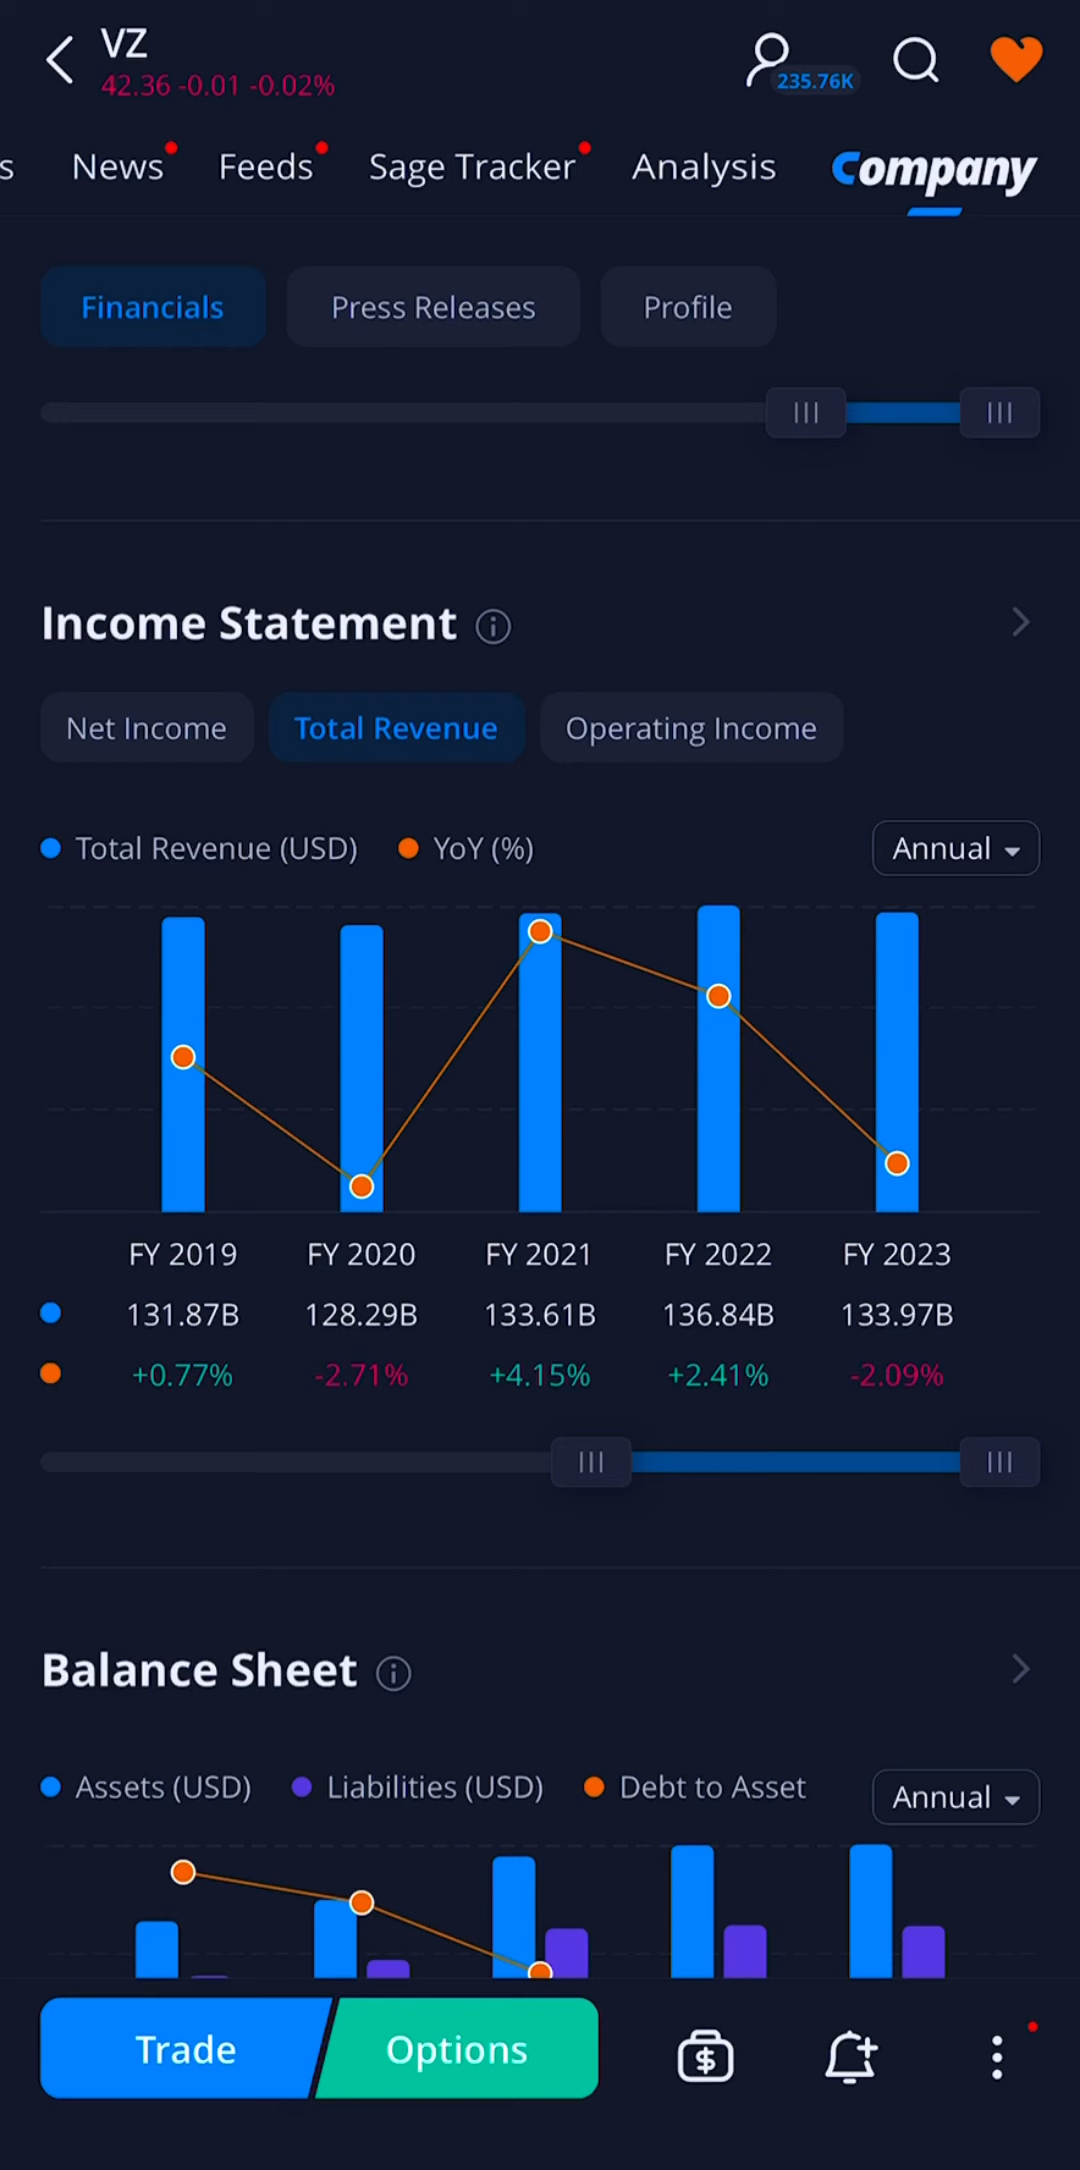 VZ
42.36 -0.01 -0.02%
235.76K
s News Feeds Sage Tracker Analysis Company
Financials Press Releases Profile
Income Statement
Net Income Total Revenue Operating Income
Total Revenue (USD) YoY (%) Annual
FY 2019 FY 2020 FY 2021 FY 2022 FY 2023
131.87B 128.29B 133.61B 136.84B 133.97B
+0.77% -2.71% +4.15% +2.41% -2.09%
Balance Sheet
Assets (USD) Liabilities (USD) Debt to Asset Annual
Trade Options